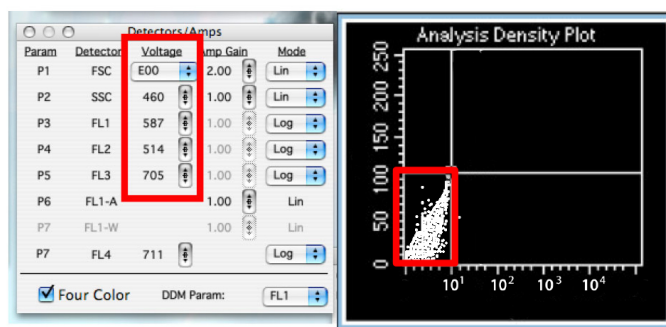 Detectors/Amps
Param Detector Voltage Amp Gain Mode
P1 FSC E00 2.00 Lin
P2 SSC 460 1.00 Lin
P3 FL1 587 1.00 Log
P4 FL2 514 1.00 Log
P5 FL3 705 1.00 Log
P6 FL1-A 1.00 Lin
P7 FL1-W 1.00 Lin
P7 FL4 711 Log
Four Color DDM Param: FL1
Analysis Density Plot
250
200
150
100
50
0
10¹ 10² 10³ 10⁴